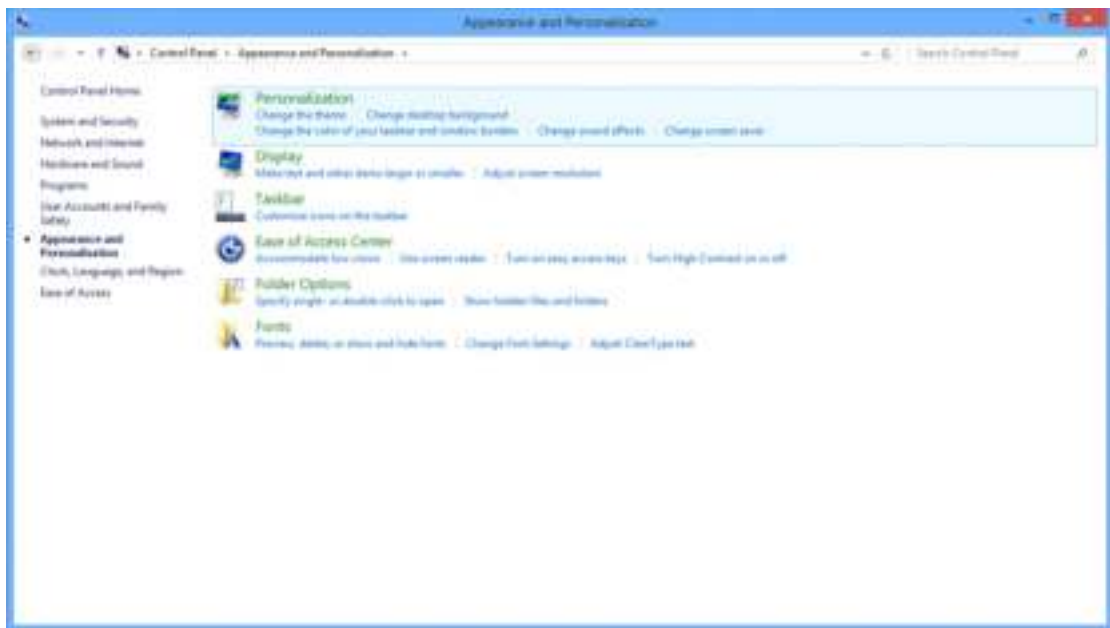 Appearance and Personalization
Control Panel Appearance and Personalization
Search Control Panel
Control Panel Home
System and Security
Network and Internet
Hardware and Sound
Programs
User Accounts and Family
Safety
Appearance and
Personalization
Clock, Language, and Region
Ease of Access
Personalization
Change the theme Change desktop background
Change the color of your taskbar and window borders Change sound effects Change screen saver
Display
Make text and other items larger or smaller Adjust screen resolution
Taskbar
Customize icons on the taskbar
Ease of Access Center
Accommodate low vision Use screen reader Turn on easy access keys Turn High Contrast on or off
Folder Options
Specify single- or double-click to open Show hidden files and folders
Fonts
Preview, delete, or show and hide fonts Change Font Settings Adjust ClearType text